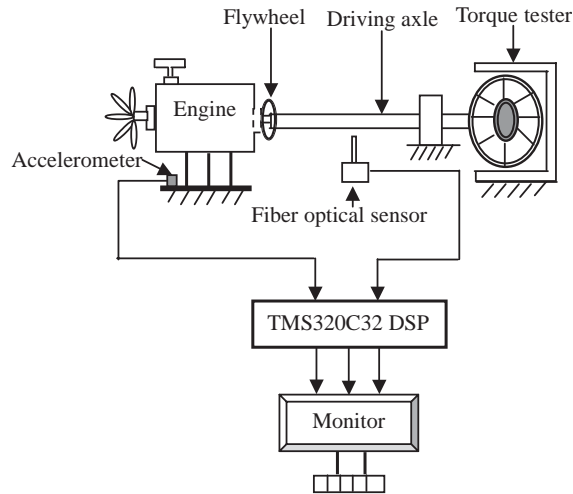 Flywheel
Driving axle
Torque tester
Engine
Accelerometer
Fiber optical sensor
TMS320C32 DSP
Monitor